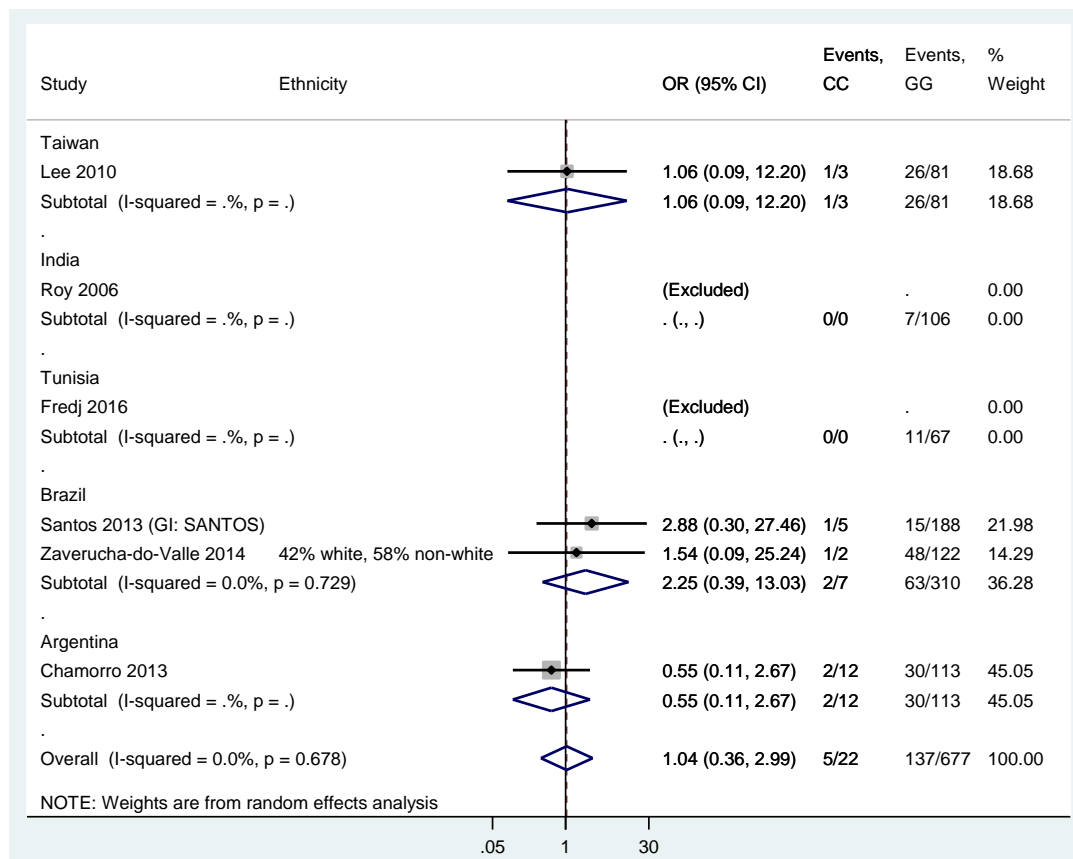 Events, Events, %
Study Ethnicity OR (95% CI) CC GG Weight
Taiwan
Lee 2010 1.06 (0.09, 12.20) 1/3 26/81 18.68
Subtotal (I-squared = .%, p = .) 1.06 (0.09, 12.20) 1/3 26/81 18.68
.
India
Roy 2006 (Excluded) . 0.00
Subtotal (I-squared = .%, p = .) . (., .) 0/0 7/106 0.00
.
Tunisia
Fredj 2016 (Excluded) . 0.00
Subtotal (I-squared = .%, p = .) . (., .) 0/0 11/67 0.00
.
Brazil
Santos 2013 (GI: SANTOS) 2.88 (0.30, 27.46) 1/5 15/188 21.98
Zaverucha-do-Valle 2014 42% white, 58% non-white 1.54 (0.09, 25.24) 1/2 48/122 14.29
Subtotal (I-squared = 0.0%, p = 0.729) 2.25 (0.39, 13.03) 2/7 63/310 36.28
.
Argentina
Chamorro 2013 0.55 (0.11, 2.67) 2/12 30/113 45.05
Subtotal (I-squared = .%, p = .) 0.55 (0.11, 2.67) 2/12 30/113 45.05
.
Overall (I-squared = 0.0%, p = 0.678) 1.04 (0.36, 2.99) 5/22 137/677 100.00
NOTE: Weights are from random effects analysis
.05 1 30